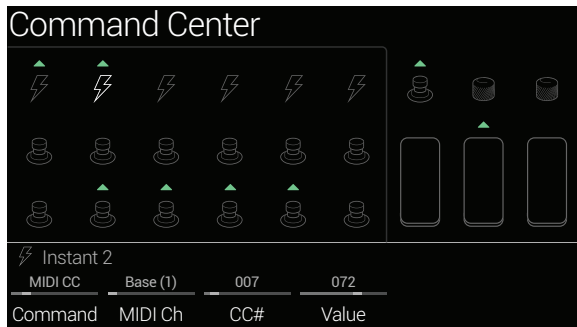 Command Center
Instant 2
MIDI CC Base (1) 007 072
Command MIDI Ch CC# Value